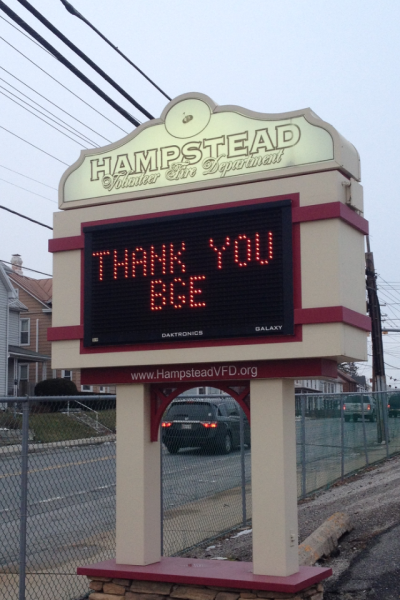 HAMPSTEAD
Volunteer Fire Department
THANK YOU
BGE
DAKTRONICS GALAXY
www.HampsteadVFD.org